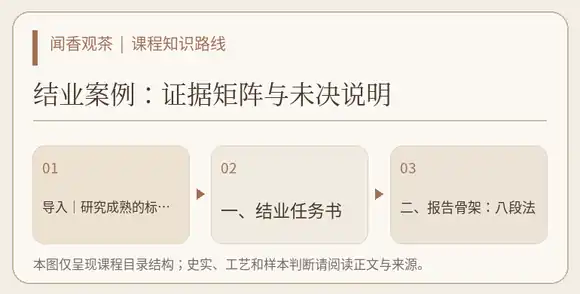 闻香观茶｜课程知识路线
结业案例：证据矩阵与未决说明
01
导入｜研究成熟的标…
02
一、结业任务书
03
二、报告骨架：八段法
本图仅呈现课程目录结构；史实、工艺和样本判断请阅读正文与来源。